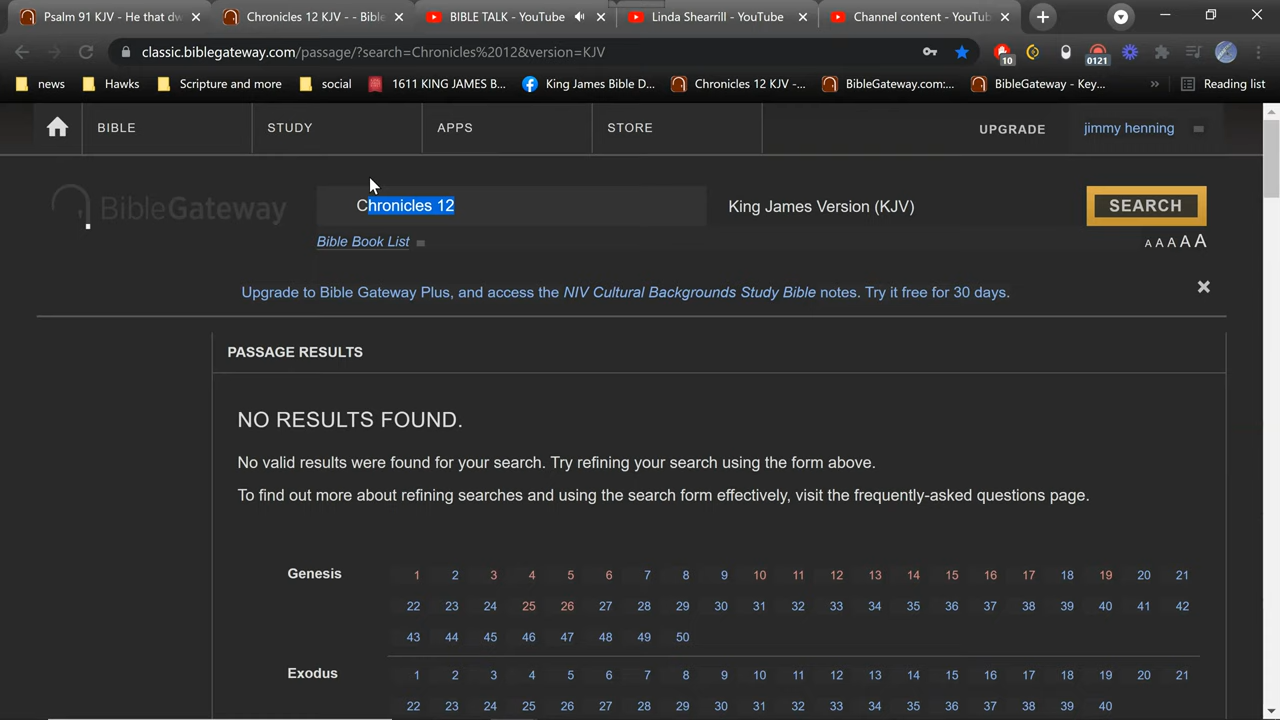 Psalm 91 KJV - He that dw
Chronicles 12 KJV - - Bible
BIBLE TALK - YouTube
Linda Shearrill - YouTube
Channel content - YouTub
classic.biblegateway.com/passage/?search=Chronicles%2012&version=KJV
10
0121
news
Hawks
Scripture and more
social
1611 KING JAMES B...
King James Bible D...
Chronicles 12 KJV -...
BibleGateway.com:...
BibleGateway - Key...
»
Reading list
BIBLE
STUDY
APPS
STORE
UPGRADE
jimmy henning
BibleGateway
Chronicles 12
King James Version (KJV)
SEARCH
Bible Book List
A A A A A
Upgrade to Bible Gateway Plus, and access the NIV Cultural Backgrounds Study Bible notes. Try it free for 30 days.
PASSAGE RESULTS
NO RESULTS FOUND.
No valid results were found for your search. Try refining your search using the form above.
To find out more about refining searches and using the search form effectively, visit the frequently-asked questions page.
Genesis 1 2 3 4 5 6 7 8 9 10 11 12 13 14 15 16 17 18 19 20 21
22 23 24 25 26 27 28 29 30 31 32 33 34 35 36 37 38 39 40 41 42
43 44 45 46 47 48 49 50
Exodus 1 2 3 4 5 6 7 8 9 10 11 12 13 14 15 16 17 18 19 20 21
22 23 24 25 26 27 28 29 30 31 32 33 34 35 36 37 38 39 40